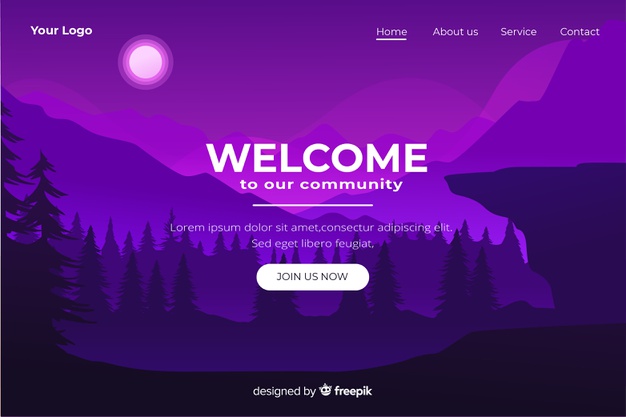 Your Logo
Home About us Service Contact
WELCOME
to our community
Lorem ipsum dolor sit amet,consectur adipiscing elit.
Sed eget libero feugiat,
JOIN US NOW
designed by freepik